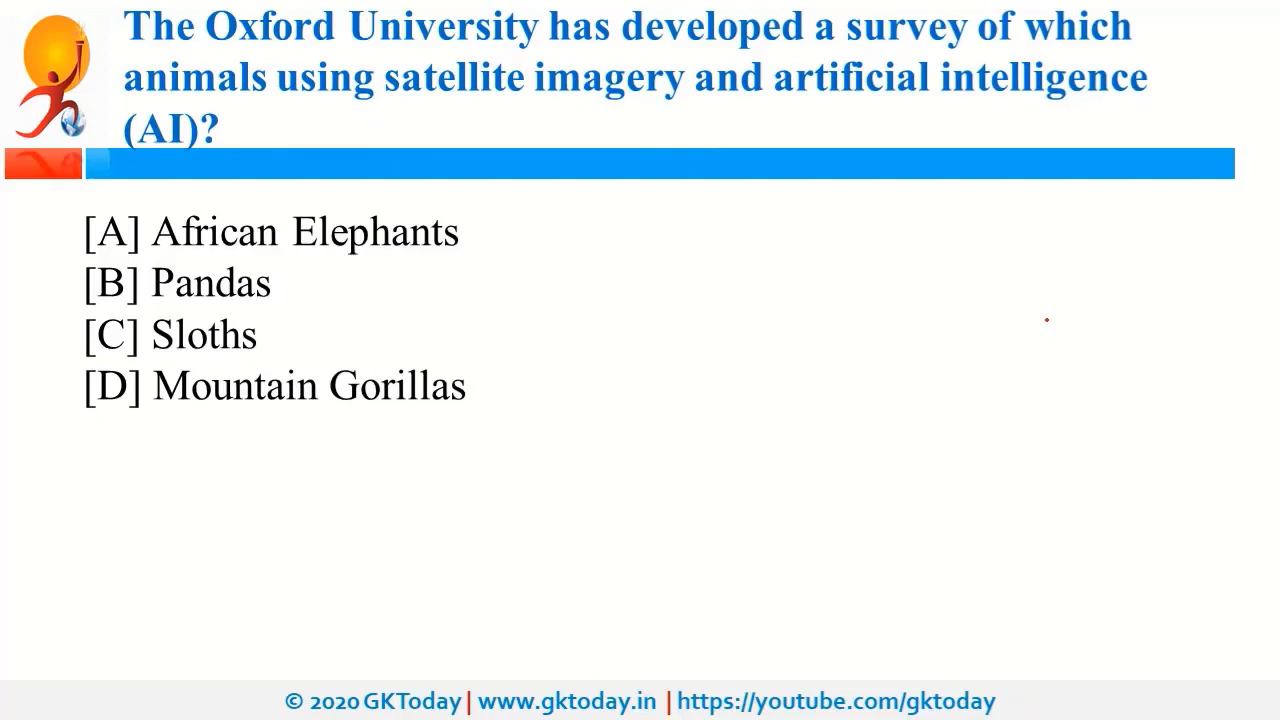 The Oxford University has developed a survey of which
animals using satellite imagery and artificial intelligence
(AI)?
[A] African Elephants
[B] Pandas
[C] Sloths
[D] Mountain Gorillas
© 2020 GKToday | www.gktoday.in | https://youtube.com/gktoday